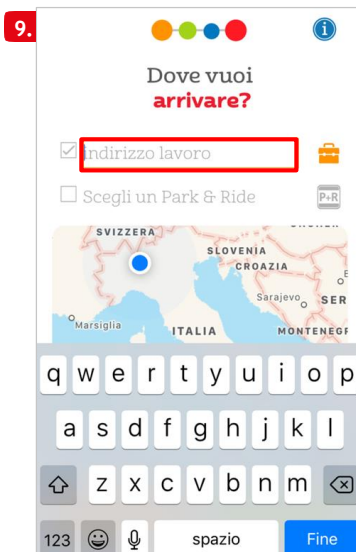 9.
i
Dove vuoi
arrivare?
indirizzo lavoro
Scegli un Park & Ride
P+R
SVIZZERA
SLOVENIA
CROAZIA
Sarajevo
SER
Marsiglia
ITALIA
MONTENEGR
q w e r t y u i o p
a s d f g h j k l
z x c v b n m
123 spazio Fine